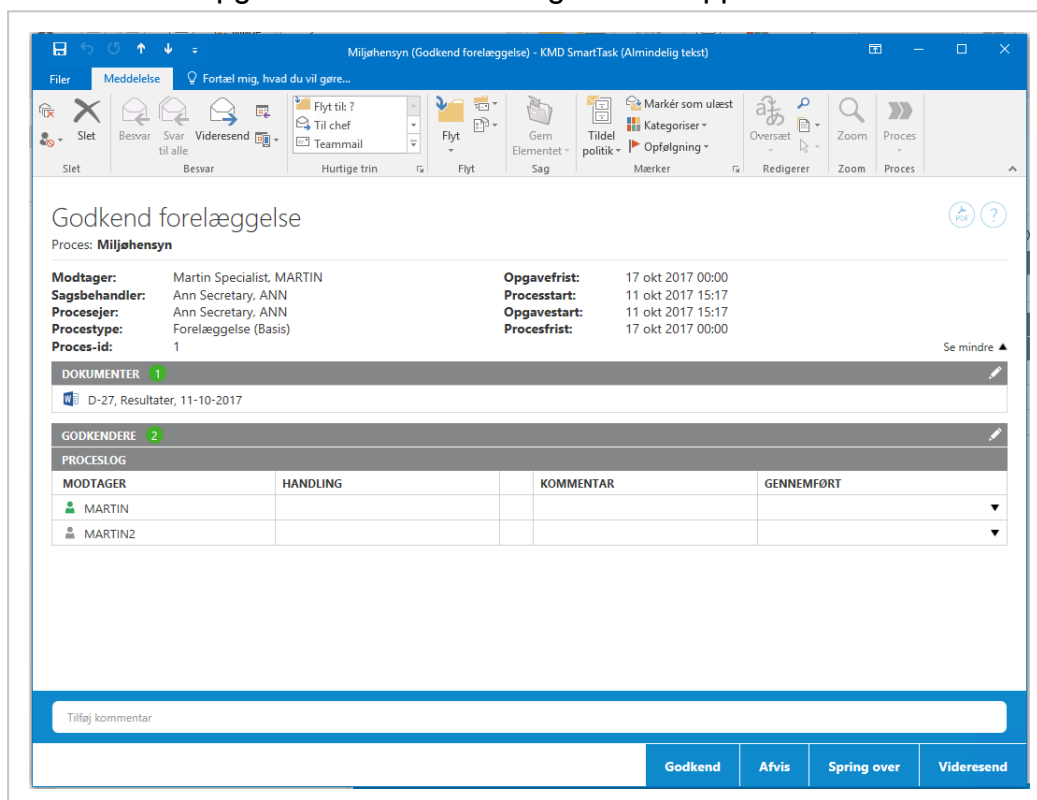 Miljøhensyn (Godkend forelæggelse) - KMD SmartTask (Almindelig tekst)
Filer Meddelelse Fortæl mig, hvad du vil gøre...
Slet
Besvar
Svar til alle
Videresend
Flyt til: ?
Til chef
Teammail
Flyt
Gem Elementet
Tildel politik
Markér som ulæst
Kategoriser
Opfølgning
Oversæt
Zoom
Proces
Slet Besvar Hurtige trin Flyt Sag Mærker Redigerer Zoom Proces
Godkend forelæggelse
PDF ?
Proces: Miljøhensyn
Modtager: Martin Specialist, MARTIN Opgavefrist: 17 okt 2017 00:00
Sagsbehandler: Ann Secretary, ANN Processtart: 11 okt 2017 15:17
Procesejer: Ann Secretary, ANN Opgavestart: 11 okt 2017 15:17
Procestype: Forelæggelse (Basis) Procesfrist: 17 okt 2017 00:00
Proces-id: 1 Se mindre
DOKUMENTER 1
D-27, Resultater, 11-10-2017
GODKENDERE 2
PROCESLOG
MODTAGER HANDLING KOMMENTAR GENNEMFØRT
MARTIN
MARTIN2
Tilføj kommentar
Godkend Afvis Spring over Videresend